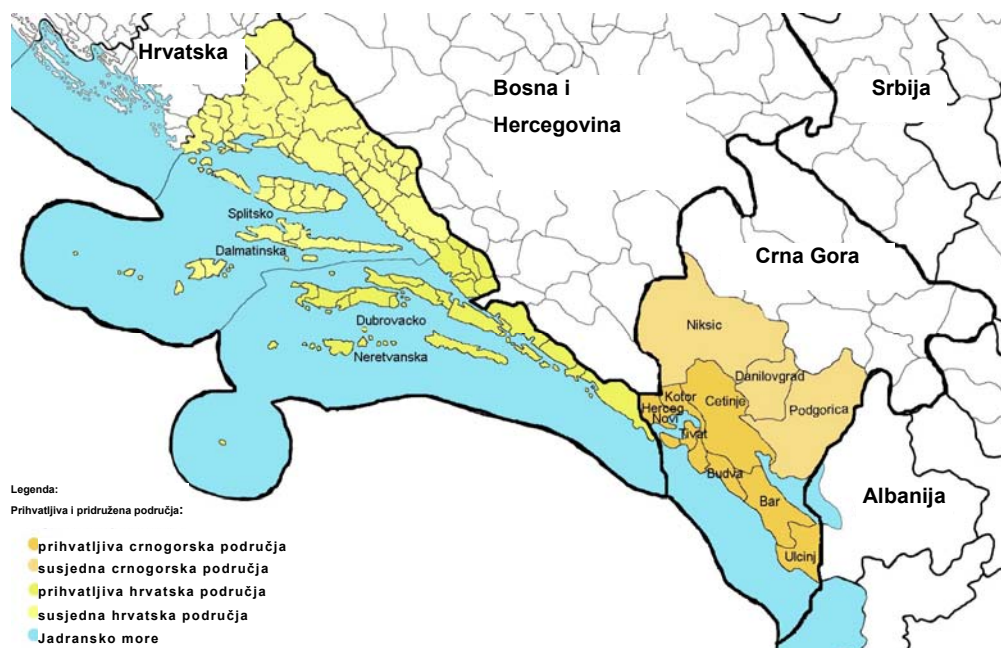 Hrvatska
Bosna i
Hercegovina
Srbija
Splitsko
Dalmatinska
Crna Gora
Dubrovacko
Neretvanska
Niksic
Danilovgrad
Kotor
Cetinje
Podgorica
Herceg
Novi
Tivat
Budva
Bar
Albanija
Ulcinj
Legenda:
Prihvatljiva i pridružena područja:
prihvatljiva crnogorska područja
susjedna crnogorska područja
prihvatljiva hrvatska područja
susjedna hrvatska područja
Jadransko more